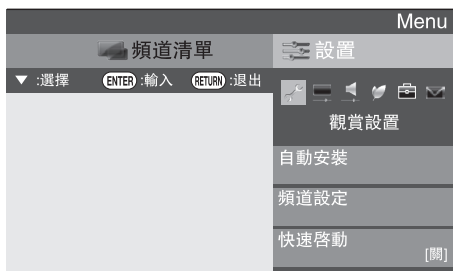 Menu
頻道清單
設置
▼ :選擇 ENTER :輸入 RETURN :退出
觀賞設置
自動安裝
頻道設定
快速啓動
[關]